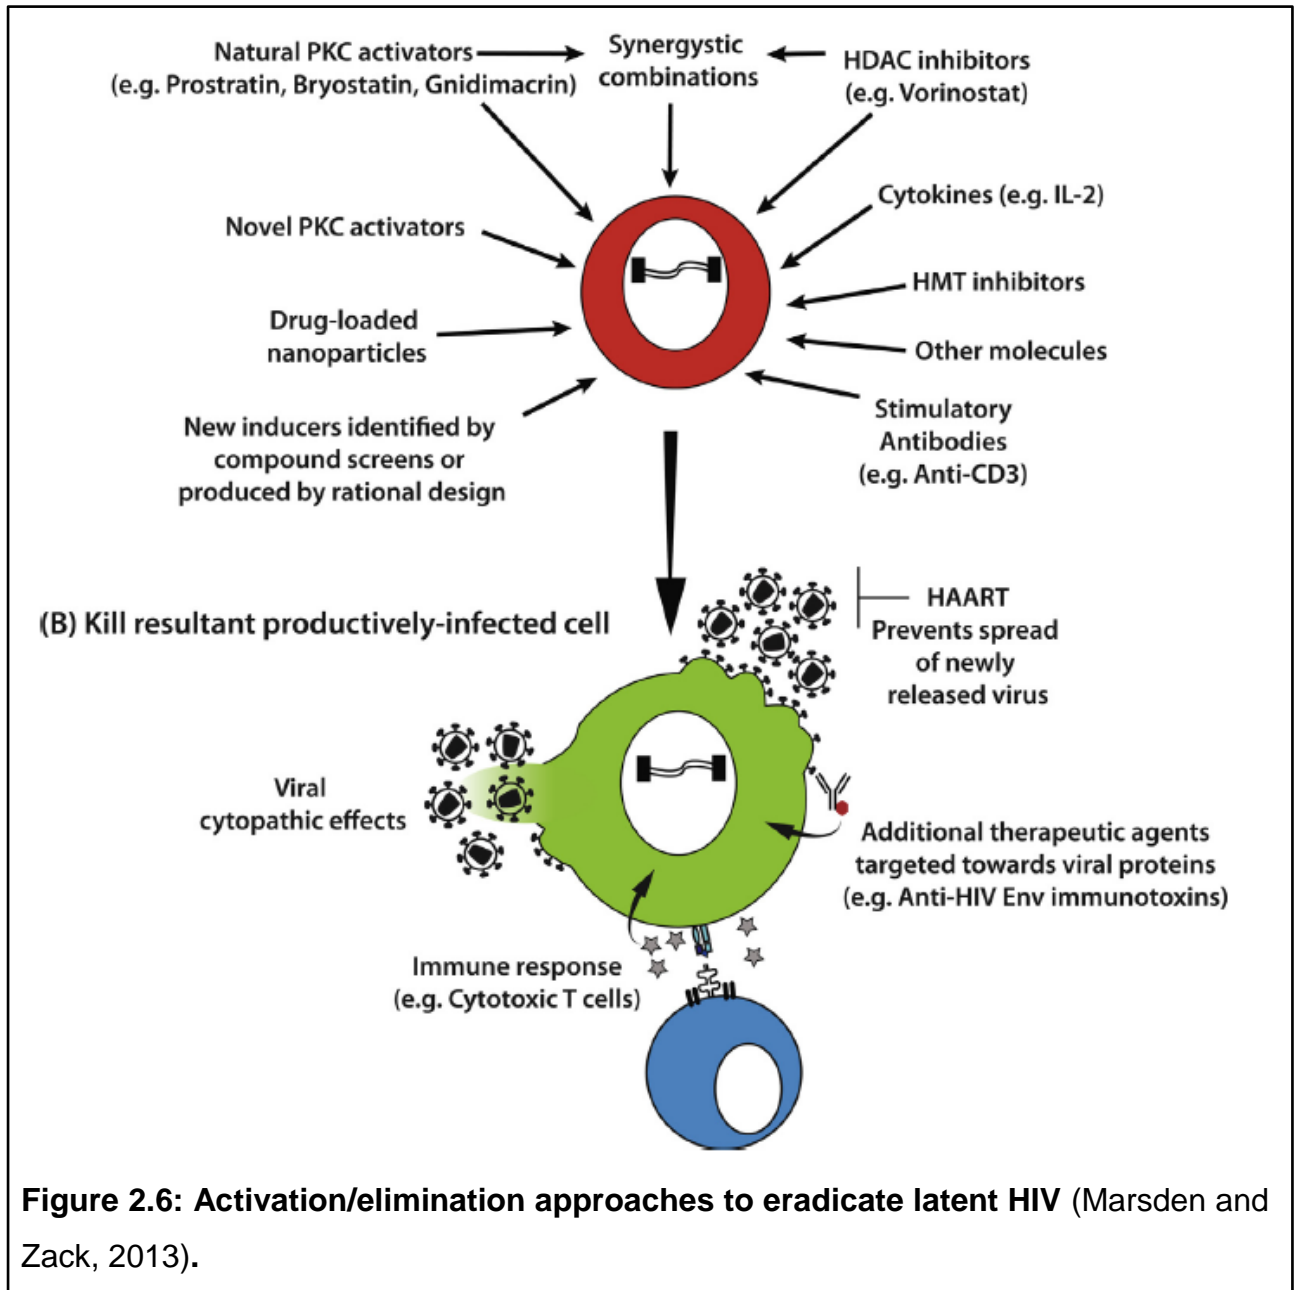 Natural PKC activators
(e.g. Prostratin, Bryostatin, Gnidimacrin)
Synergystic
combinations
HDAC inhibitors
(e.g. Vorinostat)
Novel PKC activators
Cytokines (e.g. IL-2)
Drug-loaded
nanoparticles
HMT inhibitors
Other molecules
New inducers identified by
compound screens or
produced by rational design
Stimulatory
Antibodies
(e.g. Anti-CD3)
(B) Kill resultant productively-infected cell
HAART
Prevents spread
of newly
released virus
Viral
cytopathic effects
Additional therapeutic agents
targeted towards viral proteins
(e.g. Anti-HIV Env immunotoxins)
Immune response
(e.g. Cytotoxic T cells)
Figure 2.6: Activation/elimination approaches to eradicate latent HIV (Marsden and
Zack, 2013).